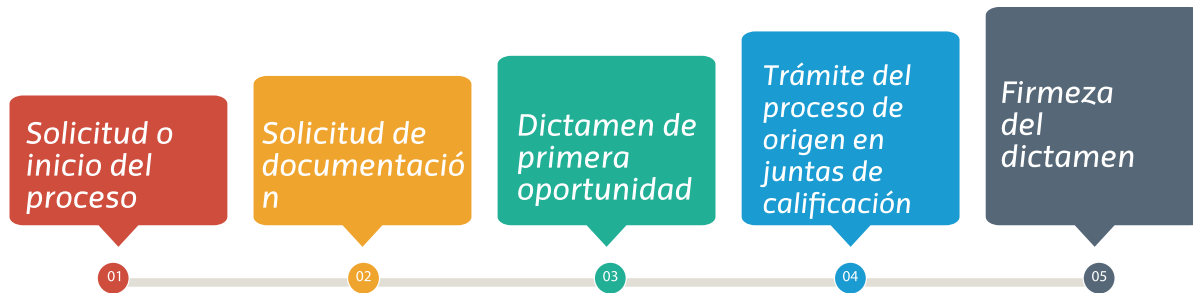 Solicitud o
inicio del
proceso
Solicitud de
documentació
n
Dictamen de
primera
oportunidad
Trámite del
proceso de
origen en
juntas de
calificación
Firmeza
del
dictamen
01
02
03
04
05